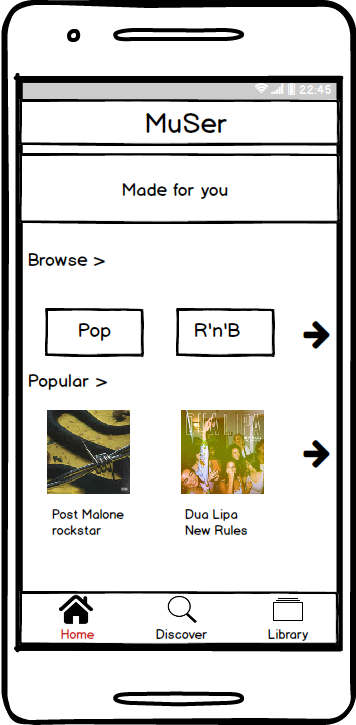 22:45
MuSer
Made for you
Browse >
Pop
R'n'B
Popular >
Post Malone
rockstar
Dua Lipa
New Rules
Home
Discover
Library